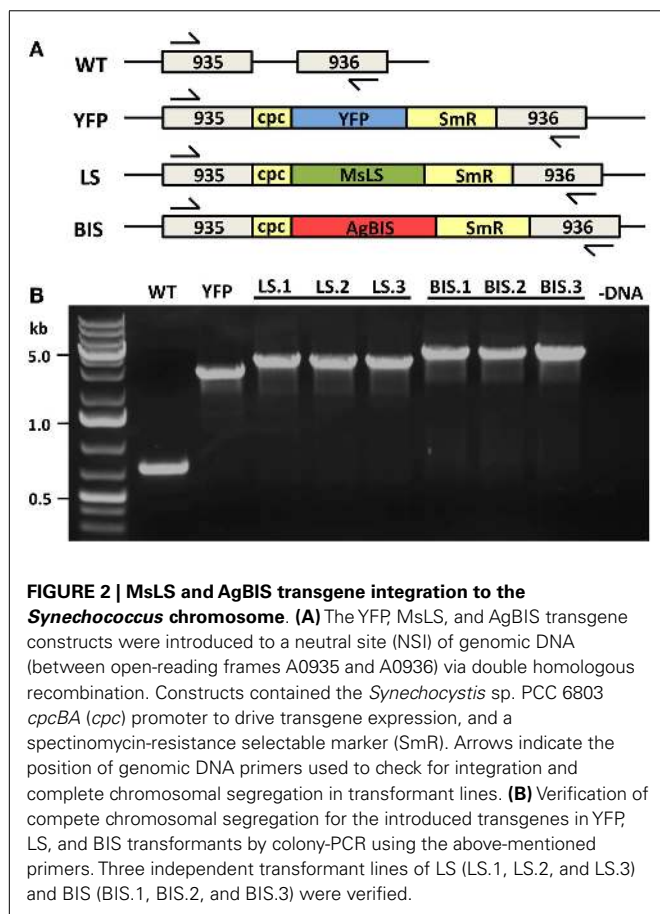 A
WT 935 936
YFP 935 cpc YFP SmR 936
LS 935 cpc MsLS SmR 936
BIS 935 cpc AgBIS SmR 936
B
WT YFP LS.1 LS.2 LS.3 BIS.1 BIS.2 BIS.3 -DNA
kb
5.0
1.0
0.5
FIGURE 2 | MsLS and AgBIS transgene integration to the
Synechococcus chromosome. (A) The YFP, MsLS, and AgBIS transgene
constructs were introduced to a neutral site (NSI) of genomic DNA
(between open-reading frames A0935 and A0936) via double homologous
recombination. Constructs contained the Synechocystis sp. PCC 6803
cpcBA (cpc) promoter to drive transgene expression, and a
spectinomycin-resistance selectable marker (SmR). Arrows indicate the
position of genomic DNA primers used to check for integration and
complete chromosomal segregation in transformant lines. (B) Verification of
compete chromosomal segregation for the introduced transgenes in YFP,
LS, and BIS transformants by colony-PCR using the above-mentioned
primers. Three independent transformant lines of LS (LS.1, LS.2, and LS.3)
and BIS (BIS.1, BIS.2, and BIS.3) were verified.